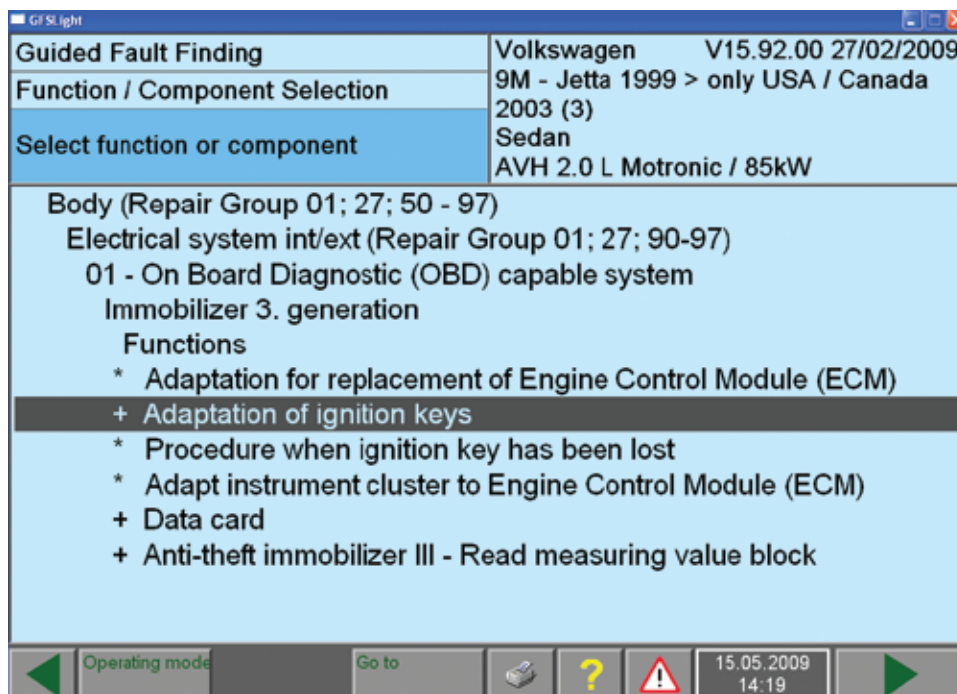 GFSLight
Guided Fault Finding
Function / Component Selection
Select function or component
Volkswagen V15.92.00 27/02/2009
9M - Jetta 1999 > only USA / Canada
2003 (3)
Sedan
AVH 2.0 L Motronic / 85kW
Body (Repair Group 01; 27; 50 - 97)
Electrical system int/ext (Repair Group 01; 27; 90-97)
01 - On Board Diagnostic (OBD) capable system
Immobilizer 3. generation
Functions
* Adaptation for replacement of Engine Control Module (ECM)
+ Adaptation of ignition keys
* Procedure when ignition key has been lost
* Adapt instrument cluster to Engine Control Module (ECM)
+ Data card
+ Anti-theft immobilizer III - Read measuring value block
Operating mode
Go to
?
!
15.05.2009
14:19